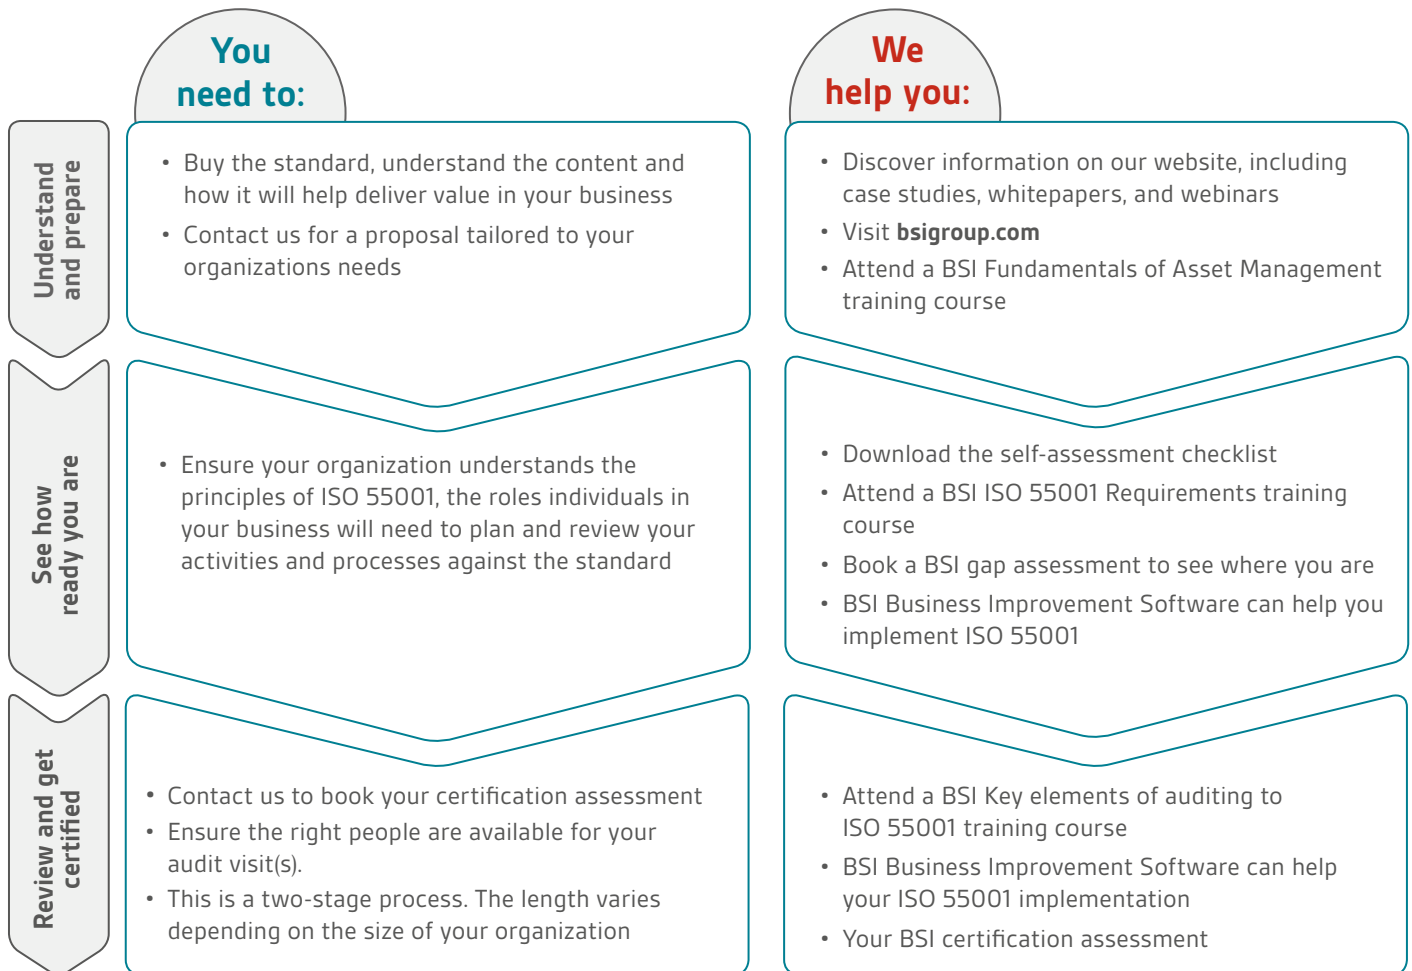 You
need to:
We
help you:
Understand
and prepare
• Buy the standard, understand the content and
how it will help deliver value in your business
• Contact us for a proposal tailored to your
organizations needs
• Discover information on our website, including
case studies, whitepapers, and webinars
• Visit bsigroup.com
• Attend a BSI Fundamentals of Asset Management
training course
See how
ready you are
• Ensure your organization understands the
principles of ISO 55001, the roles individuals in
your business will need to plan and review your
activities and processes against the standard
• Download the self-assessment checklist
• Attend a BSI ISO 55001 Requirements training
course
• Book a BSI gap assessment to see where you are
• BSI Business Improvement Software can help you
implement ISO 55001
Review and get
certified
• Contact us to book your certification assessment
• Ensure the right people are available for your
audit visit(s).
• This is a two-stage process. The length varies
depending on the size of your organization
• Attend a BSI Key elements of auditing to
ISO 55001 training course
• BSI Business Improvement Software can help
your ISO 55001 implementation
• Your BSI certification assessment